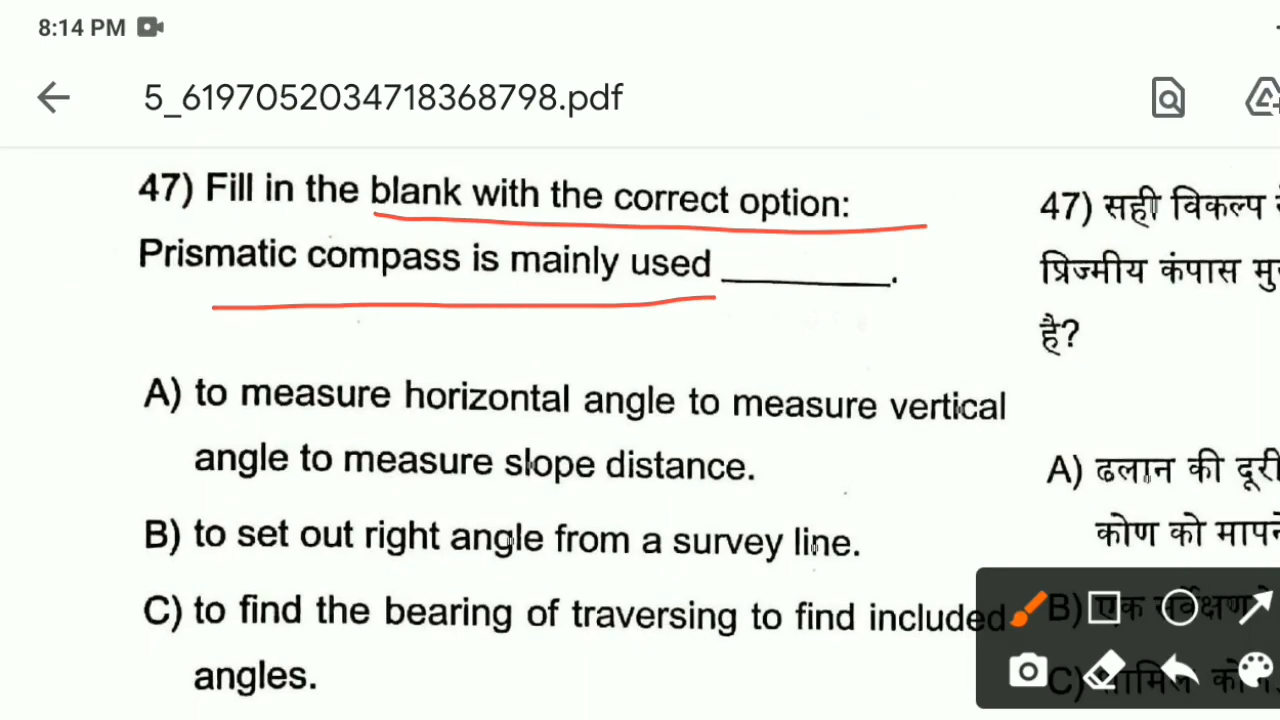 8:14 PM
5_6197052034718368798.pdf
47) Fill in the blank with the correct option:
Prismatic compass is mainly used ________.
A) to measure horizontal angle to measure vertical
angle to measure slope distance.
B) to set out right angle from a survey line.
C) to find the bearing of traversing to find included
angles.
47) सही विकल्प
प्रिज्मीय कंपास
है?
A) ढलान की दूरी
कोण को
B) एक
C)